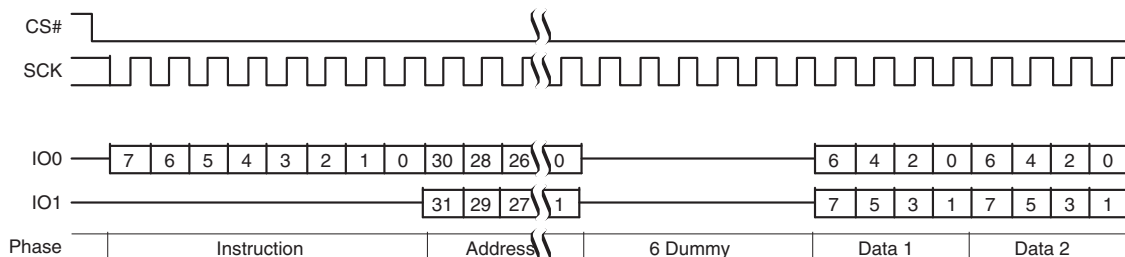 CS#
SCK
IO0 7 6 5 4 3 2 1 0 30 28 26 0 6 4 2 0 6 4 2 0
IO1 31 29 27 1 7 5 3 1 7 5 3 1
Phase Instruction Address 6 Dummy Data 1 Data 2